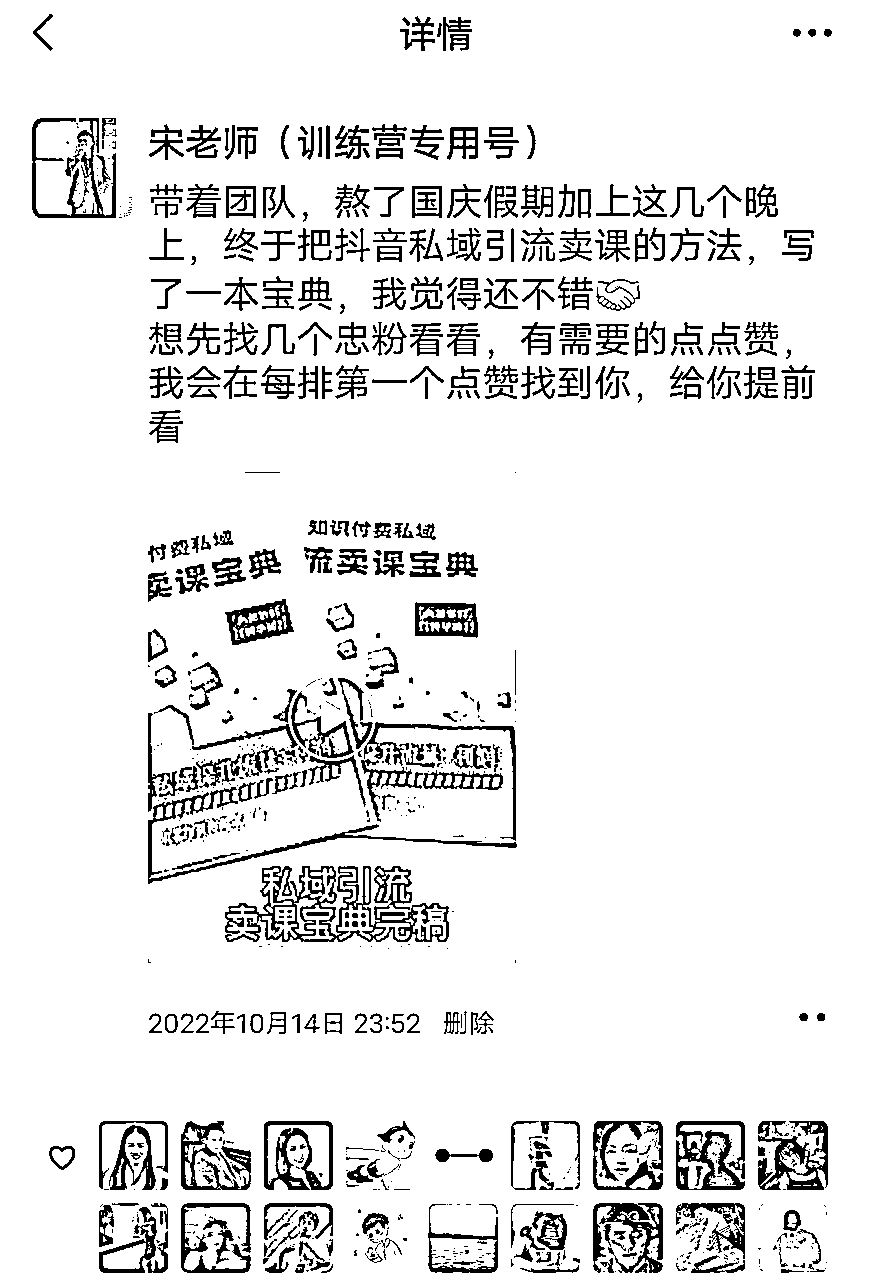 详情
宋老师（训练营专用号）
带着团队，熬了国庆假期加上这几个晚
上，终于把抖音私域引流卖课的方法，写
了一本宝典，我觉得还不错🤝
想先找几个忠粉看看，有需要的点点赞，
我会在每排第一个点赞找到你，给你提前
看
付费私域
卖课宝典
知识付费私域
流卖课宝典
私域引流
卖课宝典完稿
2022年10月14日 23:52 删除